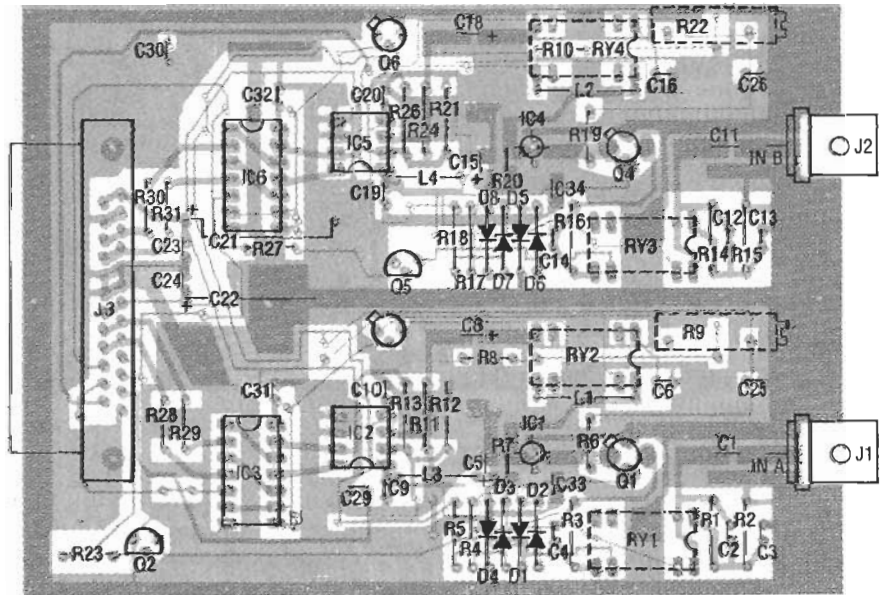 C18
R22
C30
R10
RY4
Q6
C16
C26
L2
C32
C20
R26
R21
R24
IC4
R19
C11
J2
IC5
IC6
Q4
IN B
C15
L4
R20
R30
C19
Q8
D5
C34
R31
R18
R16
C12
C13
C23
C21
R27
RY3
C14
R14
R15
C24
Q5
R17
D7
D6
J3
C22
C8
R9
R8
RY2
C31
C10
L1
C6
C25
R13
R12
R28
R11
IC1
R7
R6
C1
J1
R29
IC2
IC3
L3
C5
Q1
IN A
C29
IC9
D3
D2
IC33
R5
R3
R1
R2
R4
RY1
C4
C2
C3
R23
Q2
D4
D1